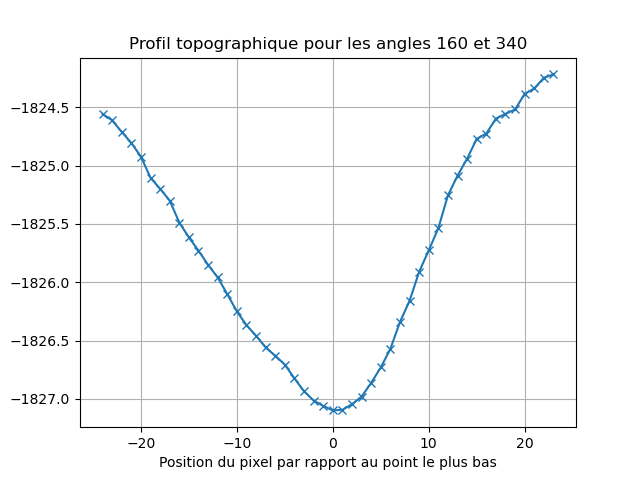 Profil topographique pour les angles 160 et 340
−1824.5
−1825.0
−1825.5
−1826.0
−1826.5
−1827.0
−20 −10 0 10 20
Position du pixel par rapport au point le plus bas